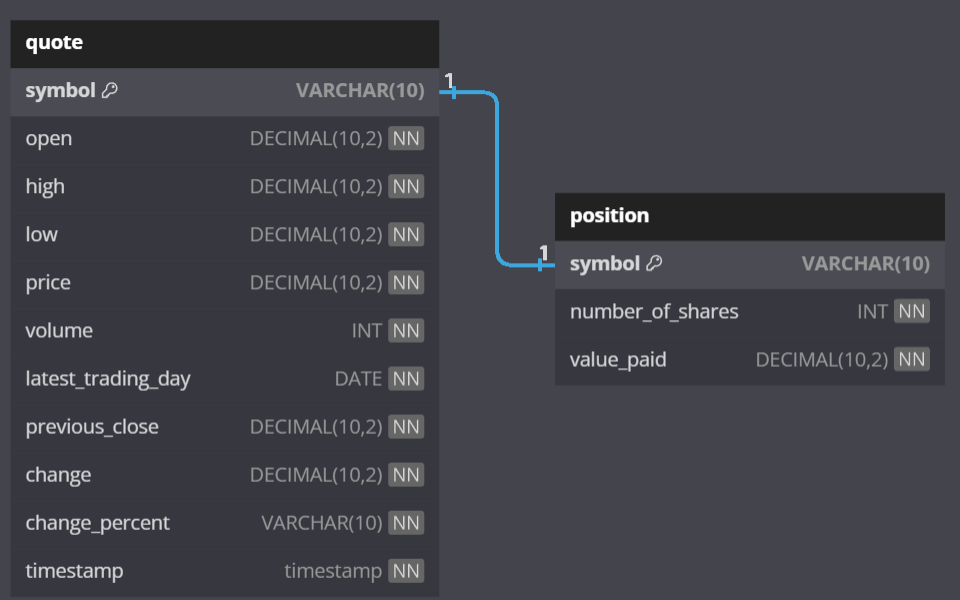 quote
symbol VARCHAR(10)
open DECIMAL(10,2) NN
high DECIMAL(10,2) NN
low DECIMAL(10,2) NN
price DECIMAL(10,2) NN
volume INT NN
latest_trading_day DATE NN
previous_close DECIMAL(10,2) NN
change DECIMAL(10,2) NN
change_percent VARCHAR(10) NN
timestamp timestamp NN
1
1
position
symbol VARCHAR(10)
number_of_shares INT NN
value_paid DECIMAL(10,2) NN